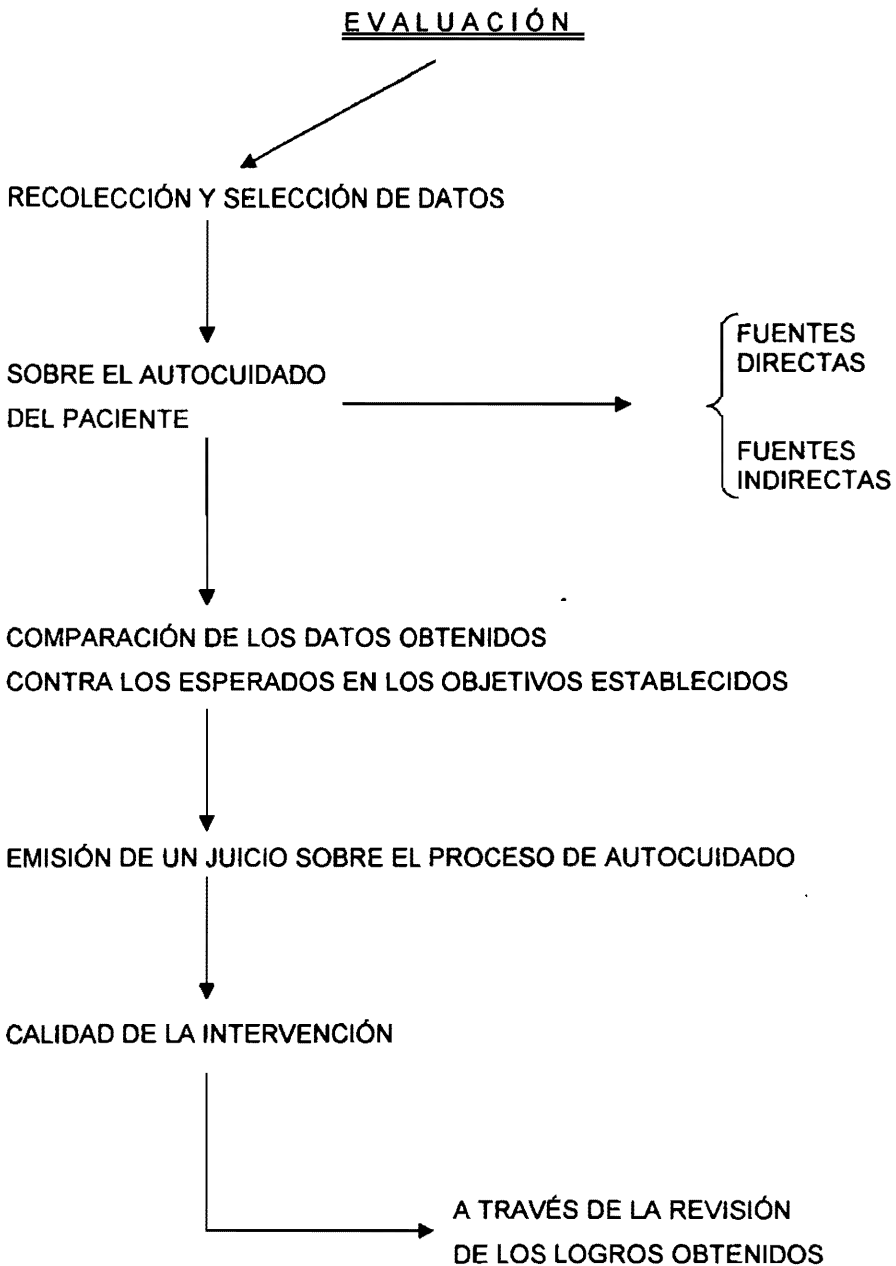 EVALUACIÓN
RECOLECCIÓN Y SELECCIÓN DE DATOS
SOBRE EL AUTOCUIDADO
DEL PACIENTE
FUENTES
DIRECTAS
FUENTES
INDIRECTAS
COMPARACIÓN DE LOS DATOS OBTENIDOS
CONTRA LOS ESPERADOS EN LOS OBJETIVOS ESTABLECIDOS
EMISIÓN DE UN JUICIO SOBRE EL PROCESO DE AUTOCUIDADO
CALIDAD DE LA INTERVENCIÓN
A TRAVÉS DE LA REVISIÓN
DE LOS LOGROS OBTENIDOS